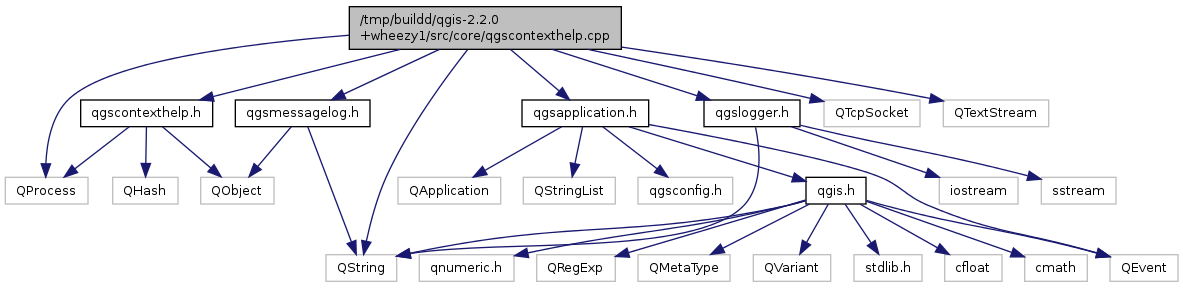 /tmp/buildd/qgis-2.2.0
+wheezy1/src/core/qgscontexthelp.cpp
qgscontexthelp.h
qgsmessagelog.h
qgsapplication.h
qgslogger.h
QTcpSocket
QTextStream
QProcess
QHash
QObject
QApplication
QStringList
qgsconfig.h
qgis.h
iostream
sstream
QString
qnumeric.h
QRegExp
QMetaType
QVariant
stdlib.h
cfloat
cmath
QEvent